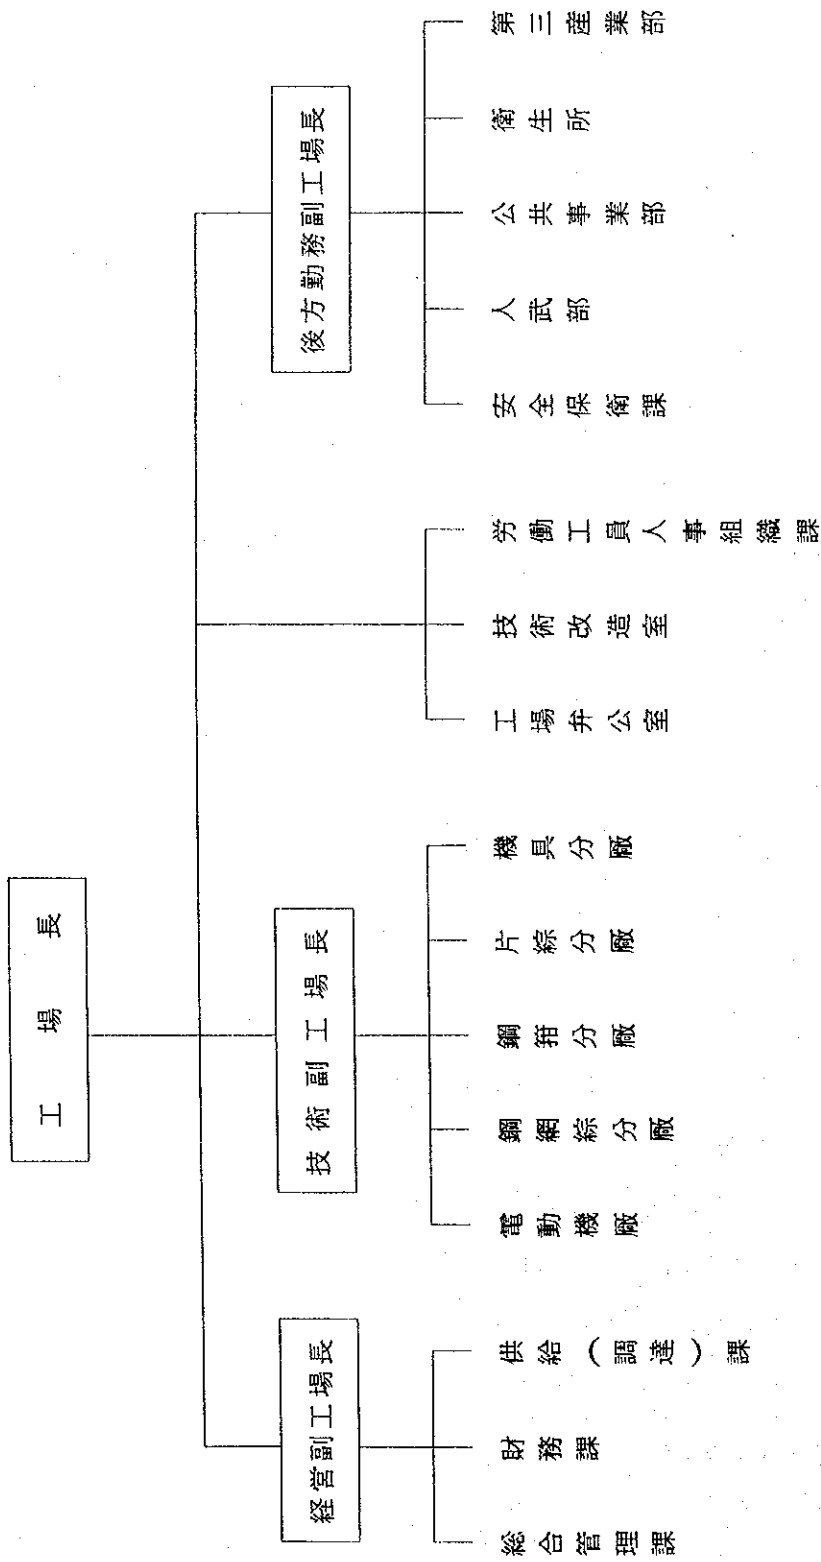 工場長
経営副工場長
技術副工場長
後方勤務副工場長
総合管理課
財務課
供給（調達）課
電動機廠
鋼網綜分廠
鋼筘分廠
片綜分廠
機具分廠
工場弁公室
技術改造室
労働工員人事組織課
安全保衛課
人武部
公共事業部
衛生所
第三産業部